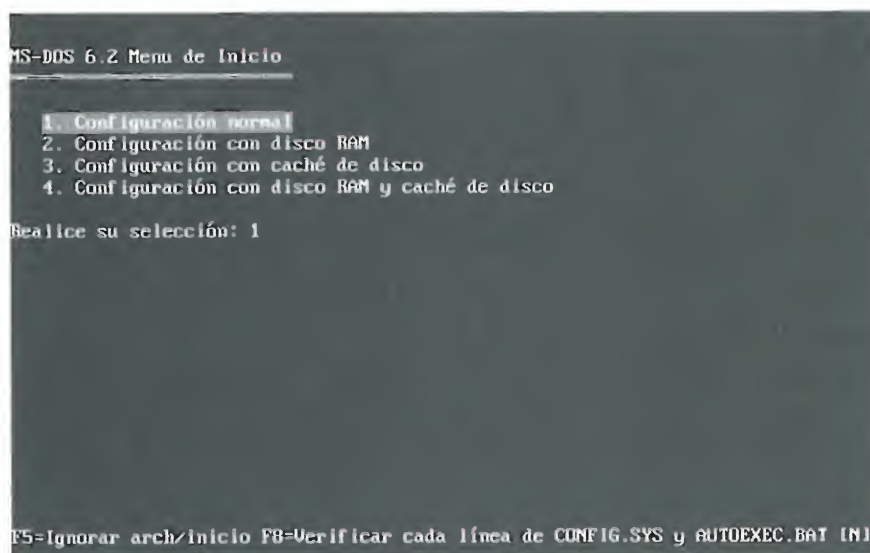 MS-DOS 6.2 Menu de Inicio
1. Configuración normal
2. Configuración con disco RAM
3. Configuración con caché de disco
4. Configuración con disco RAM y caché de disco
Realice su selección: 1
F5=Ignorar arch/inicio F8=Verificar cada línea de CONFIG.SYS y AUTOEXEC.BAT [N]